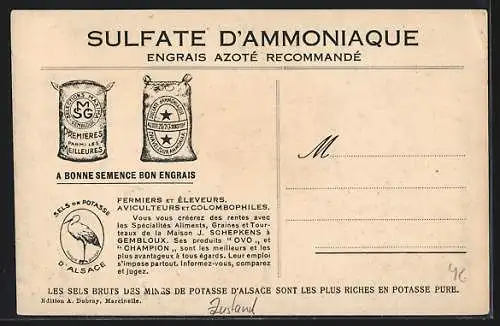 SULFATE D'AMMONIAQUE
ENGRAIS AZOTÉ RECOMMANDÉ
MSG
GEMBLOUX
PREMIÈRES
PARMI LES
MEILLEURES
A BONNE SEMENCE BON ENGRAIS
M
SELS DE POTASSE
D'ALSACE
FERMIERS ET ÉLEVEURS,
AVICULTEURS ET COLOMBOPHILES.
Vous vous créerez des rentes avec
les Spécialités Aliments, Graines et Tour-
teaux de la Maison J. SCHEPKENS à
GEMBLOUX. Ses produits "OVO„ et
"CHAMPION„ sont les meilleurs et les
plus avantageux à tous égards. Leur emploi
s'impose partout. Informez-vous, comparez
et jugez.
LES SELS BRUTS DES MINES DE POTASSE D'ALSACE SONT LES PLUS RICHES EN POTASSE PURE.
Edition A. Dubray, Marcinelle.
Zustand